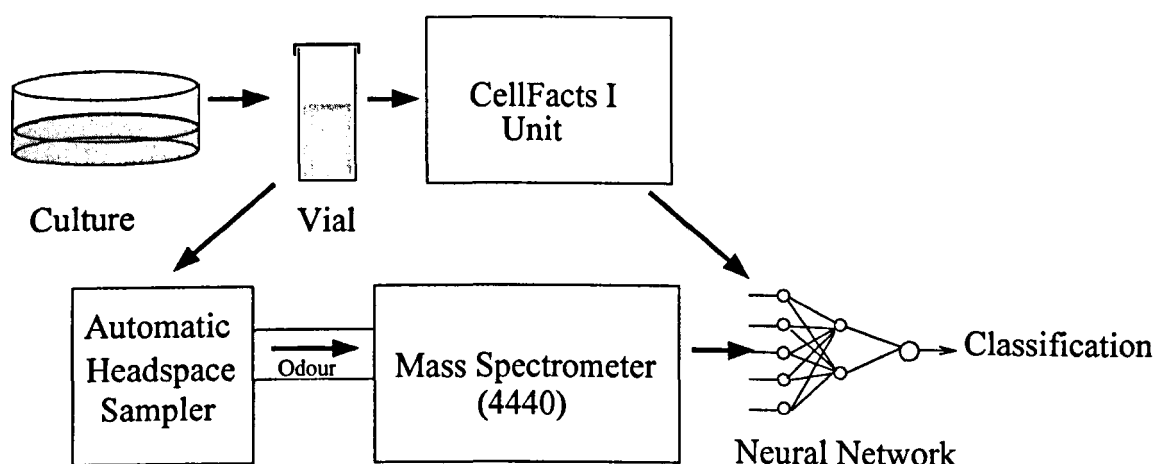 CellFacts I
Unit
Culture
Vial
Automatic
Headspace
Sampler
Odour
Mass Spectrometer
(4440)
Classification
Neural Network